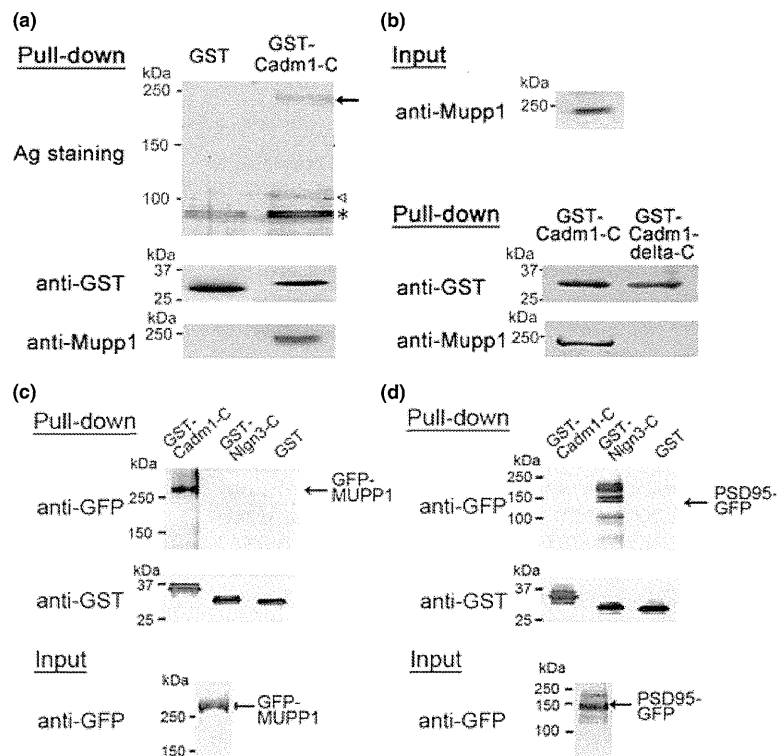 (a)
Pull-down
GST
GST-
Cadm1-C
kDa
250
150
100
Ag staining
*
anti-GST
37
25
kDa
anti-Mupp1
250
(b)
Input
kDa
anti-Mupp1
250
Pull-down
GST-
Cadm1-C
GST-
Cadm1-
delta-C
kDa
anti-GST
37
25
kDa
anti-Mupp1
250
(c)
Pull-down
GST-
Cadm1-C
GST-
Nlgn3-C
GST
kDa
250
150
anti-GFP
GFP-
MUPP1
kDa
37
25
anti-GST
Input
kDa
250
150
anti-GFP
GFP-
MUPP1
(d)
Pull-down
GST-
Cadm1-C
GST-
Nlgn3-C
GST
kDa
250
150
100
anti-GFP
PSD95-
GFP
kDa
37
25
anti-GST
Input
kDa
250
150
100
anti-GFP
PSD95-
GFP